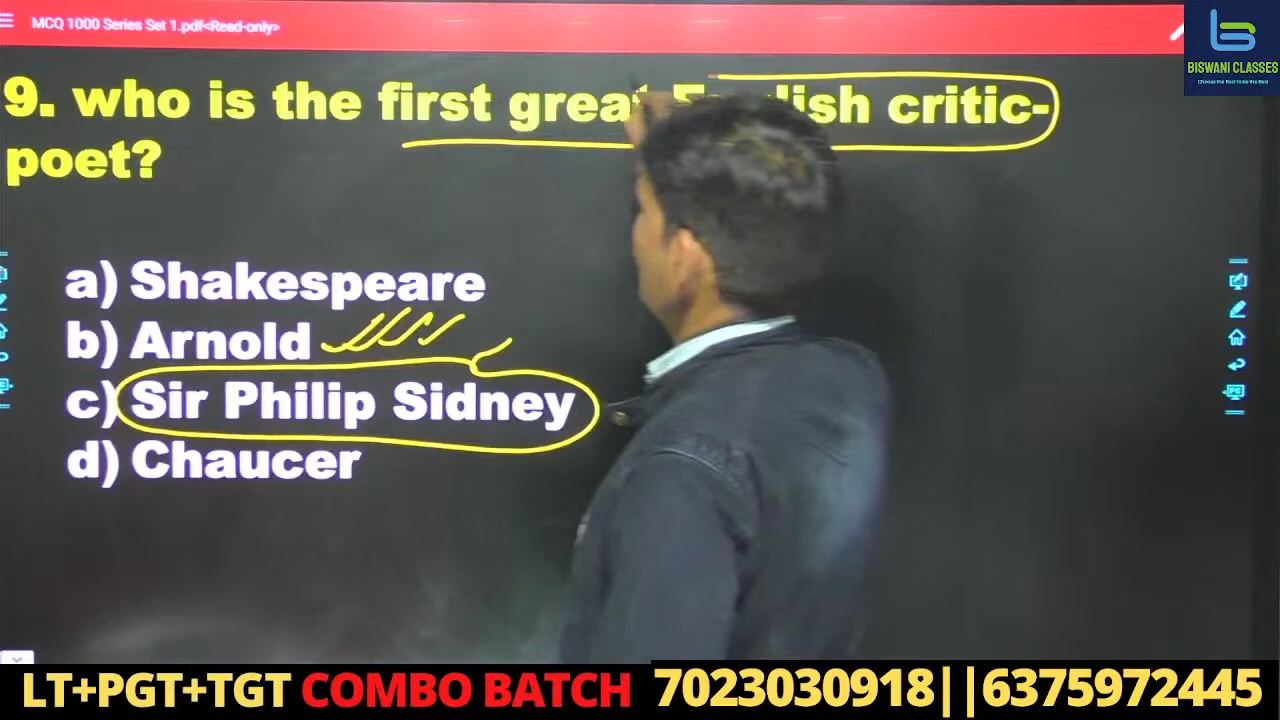 MCQ 1000 Series Set 1.pdf<Read-only>
BISWANI CLASSES
9. who is the first great English critic-
poet?
a) Shakespeare
b) Arnold
c) Sir Philip Sidney
d) Chaucer
LT+PGT+TGT COMBO BATCH 7023030918||6375972445